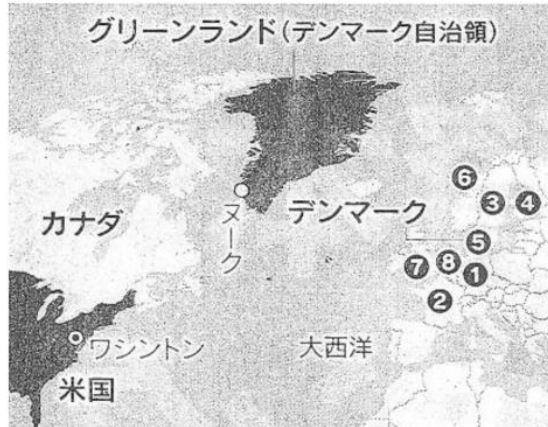 グリーンランド(デンマーク自治領)
カナダ
ヌーク
デンマーク
⑥
③
④
⑤
⑦
⑧
①
②
ワシントン
米国
大西洋